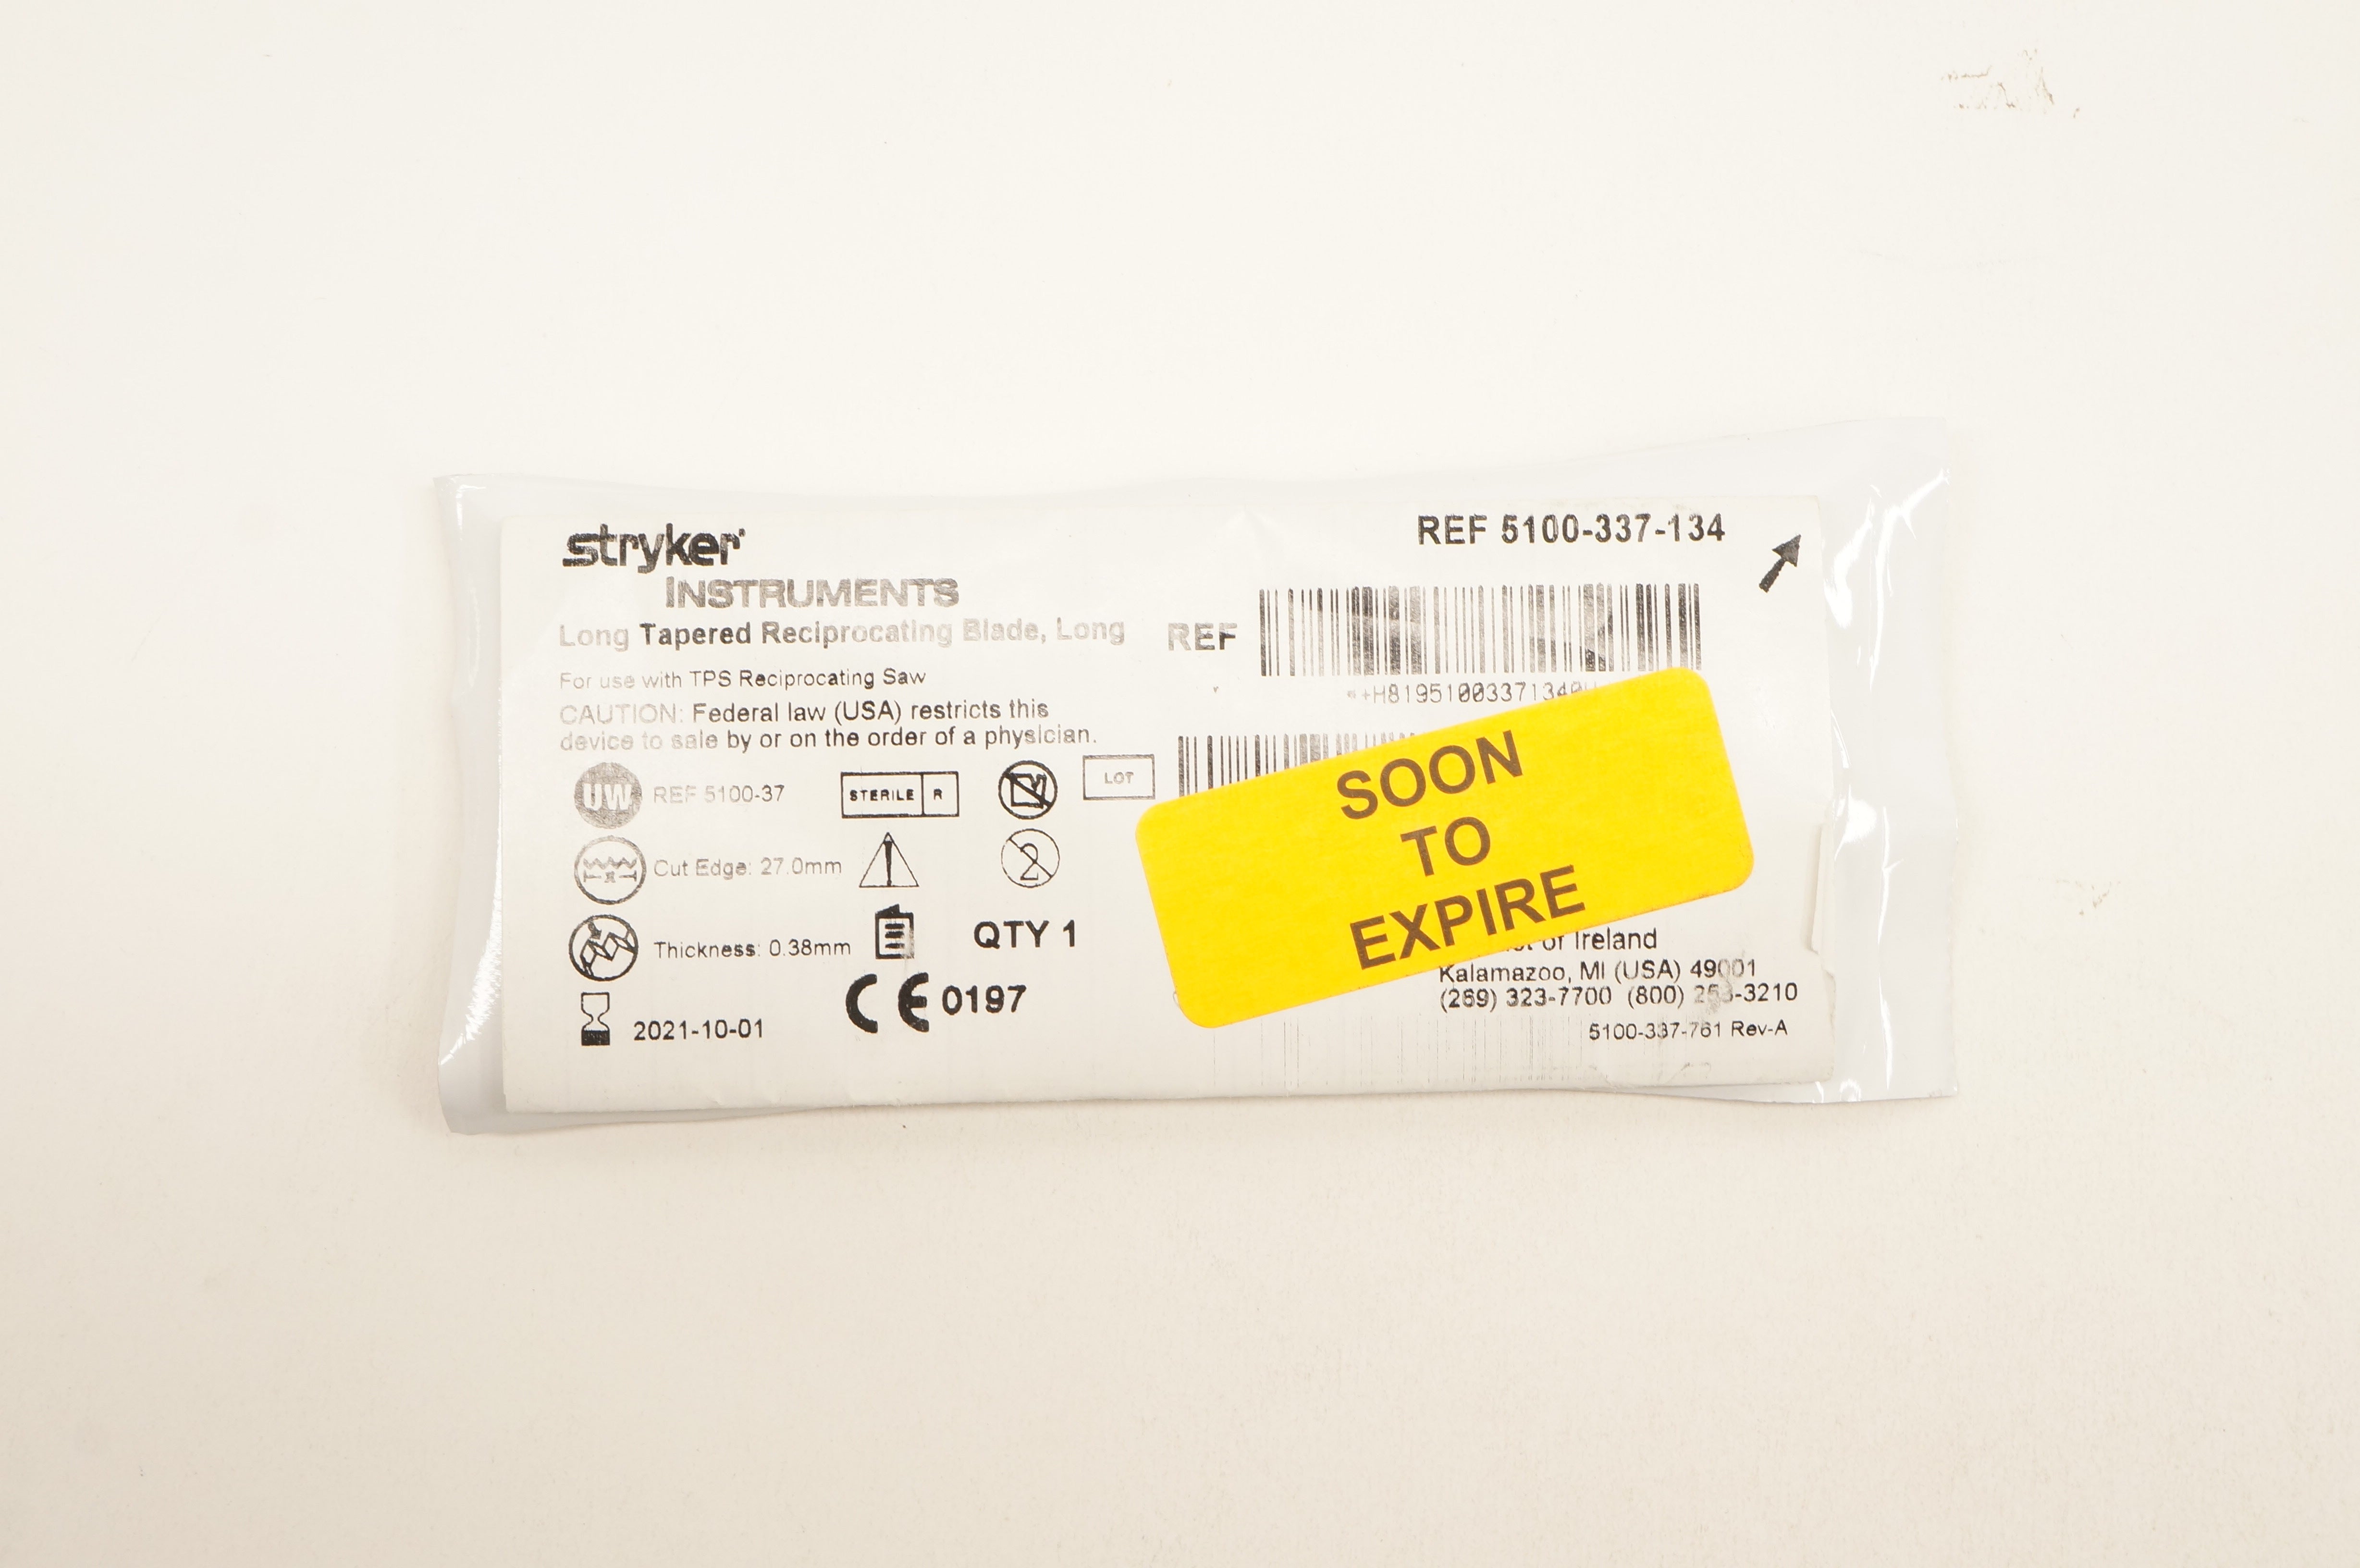 stryker
INSTRUMENTS
Long Tapered Reciprocating Blade, Long
For use with TPS Reciprocating Saw
CAUTION: Federal law (USA) restricts this
device to sale by or on the order of a physician.
UW REF 5100-37
STERILE R
LOT
Cut Edge: 27.0mm
2
Thickness: 0.38mm
QTY 1
2021-10-01
CE 0197
REF 5100-337-134
REF
SOON
TO
EXPIRE
of Ireland
Kalamazoo, MI (USA) 49001
(269) 323-7700 (800) 253-3210
5100-337-761 Rev-A